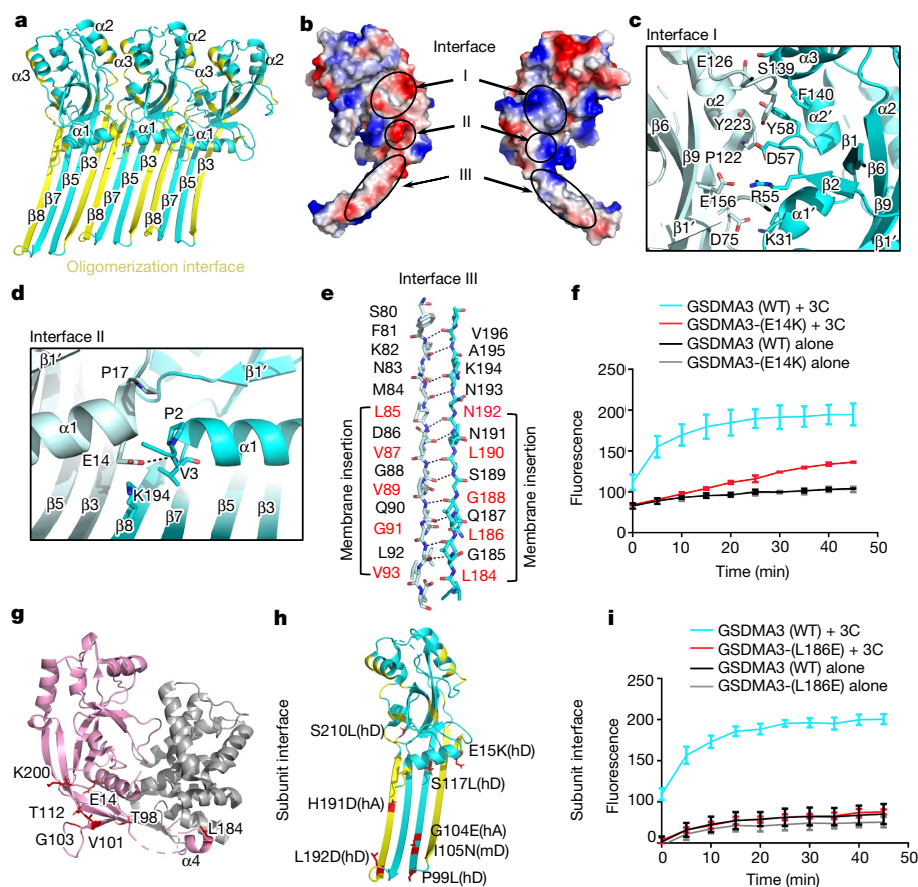 a
α2
α2
α2
α3
α3
α3
α1
α1
α1
β3
β3
β3
β5
β5
β5
β7
β7
β7
β8
β8
β8
Oligomerization interface
b
Interface
I
II
III
c
Interface I
E126
S139
α3
α2
F140
α2
α2′
Y223
Y58
β6
β1
β9
P122
D57
β6
R55
β2
E156
β9
α1′
β1′
D75
K31
β1′
d
Interface II
β1′
P17
β1′
α1
P2
α1
E14
V3
K194
β5
β3
β8
β7
β5
β3
e
Interface III
S80
F81
V196
K82
A195
N83
K194
M84
N193
L85
N192
D86
N191
V87
L190
G88
S189
V89
G188
Q90
Q187
G91
L186
L92
G185
V93
L184
Membrane insertion
Membrane insertion
f
GSDMA3 (WT) + 3C
GSDMA3-(E14K) + 3C
GSDMA3 (WT) alone
GSDMA3-(E14K) alone
Fluorescence
250
200
150
100
50
0 10 20 30 40 50
Time (min)
g
K200
E14
T112
T98
L184
G103
V101
α4
h
Subunit interface
S210L(hD)
E15K(hD)
S117L(hD)
H191D(hA)
G104E(hA)
I105N(mD)
L192D(hD)
P99L(hD)
Subunit interface
i
GSDMA3 (WT) + 3C
GSDMA3-(L186E) + 3C
GSDMA3 (WT) alone
GSDMA3-(L186E) alone
Fluorescence
250
200
150
100
0
0 10 20 30 40 50
Time (min)